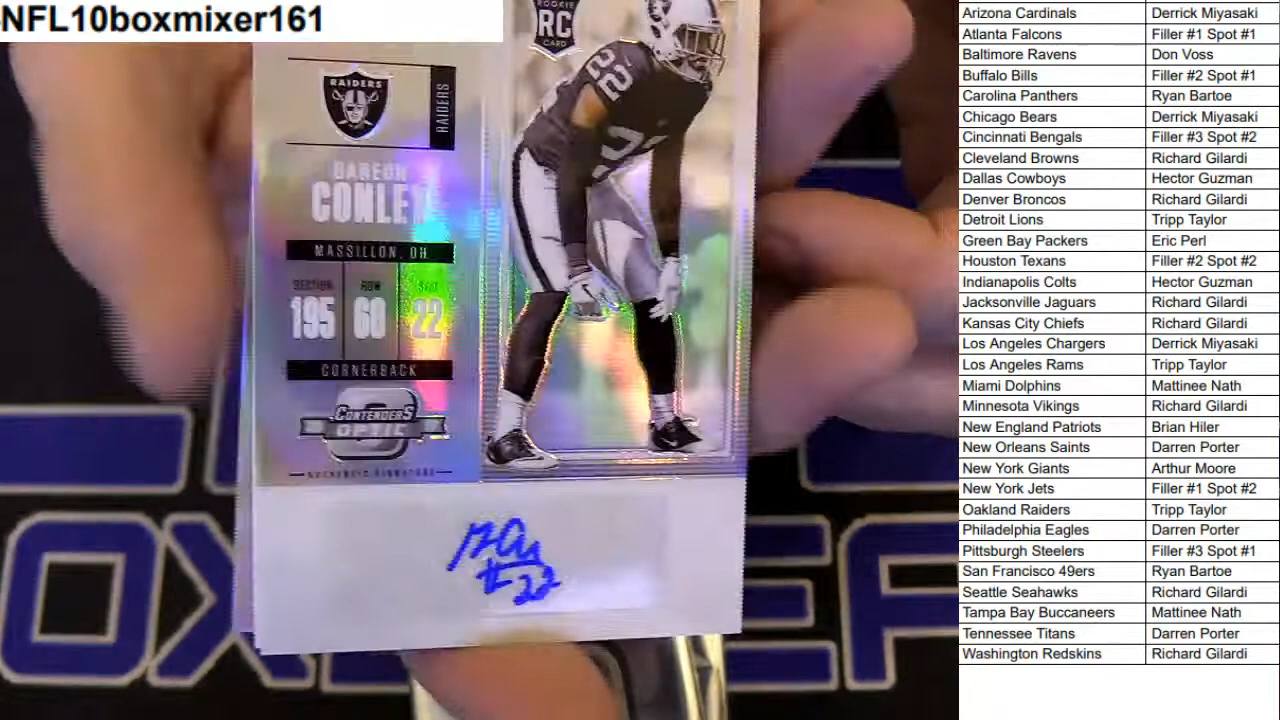 NFL10boxmixer161
ROOKIE
RC
CARD
RAIDERS
RAIDERS
GAREON
CONLEY
MASSILLON, OH
SECTION ROW SEAT
195 60 22
CORNERBACK
CONTENDERS
OPTIC
AUTHENTIC SIGNATURE
#22
Arizona Cardinals Derrick Miyasaki
Atlanta Falcons Filler #1 Spot #1
Baltimore Ravens Don Voss
Buffalo Bills Filler #2 Spot #1
Carolina Panthers Ryan Bartoe
Chicago Bears Derrick Miyasaki
Cincinnati Bengals Filler #3 Spot #2
Cleveland Browns Richard Gilardi
Dallas Cowboys Hector Guzman
Denver Broncos Richard Gilardi
Detroit Lions Tripp Taylor
Green Bay Packers Eric Perl
Houston Texans Filler #2 Spot #2
Indianapolis Colts Hector Guzman
Jacksonville Jaguars Richard Gilardi
Kansas City Chiefs Richard Gilardi
Los Angeles Chargers Derrick Miyasaki
Los Angeles Rams Tripp Taylor
Miami Dolphins Mattinee Nath
Minnesota Vikings Richard Gilardi
New England Patriots Brian Hiler
New Orleans Saints Darren Porter
New York Giants Arthur Moore
New York Jets Filler #1 Spot #2
Oakland Raiders Tripp Taylor
Philadelphia Eagles Darren Porter
Pittsburgh Steelers Filler #3 Spot #1
San Francisco 49ers Ryan Bartoe
Seattle Seahawks Richard Gilardi
Tampa Bay Buccaneers Mattinee Nath
Tennessee Titans Darren Porter
Washington Redskins Richard Gilardi